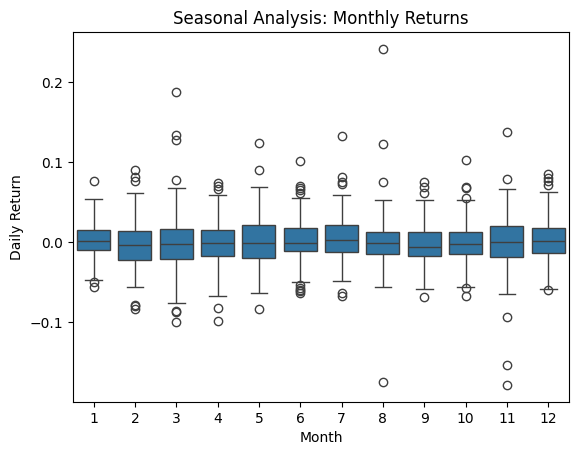 Seasonal Analysis: Monthly Returns
0.2
0.1
0.0
−0.1
Daily Return
1 2 3 4 5 6 7 8 9 10 11 12
Month